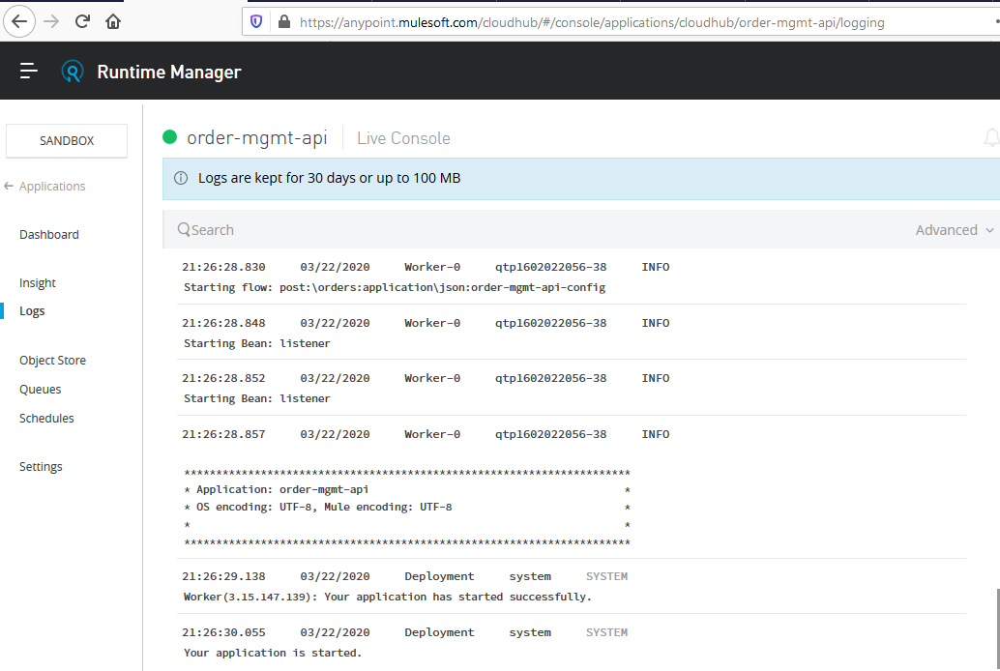 https://anypoint.mulesoft.com/cloudhub/#/console/applications/cloudhub/order-mgmt-api/logging
Runtime Manager
SANDBOX
Applications
Dashboard
Insight
Logs
Object Store
Queues
Schedules
Settings
order-mgmt-api Live Console
Logs are kept for 30 days or up to 100 MB
Search Advanced
21:26:28.830 03/22/2020 Worker-0 qtp1602022056-38 INFO
Starting flow: post:\orders:application\json:order-mgmt-api-config
21:26:28.848 03/22/2020 Worker-0 qtp1602022056-38 INFO
Starting Bean: listener
21:26:28.852 03/22/2020 Worker-0 qtp1602022056-38 INFO
Starting Bean: listener
21:26:28.857 03/22/2020 Worker-0 qtp1602022056-38 INFO
**********************************************************************
* Application: order-mgmt-api *
* OS encoding: UTF-8, Mule encoding: UTF-8 *
* *
**********************************************************************
21:26:29.138 03/22/2020 Deployment system SYSTEM
Worker(3.15.147.139): Your application has started successfully.
21:26:30.055 03/22/2020 Deployment system SYSTEM
Your application is started.